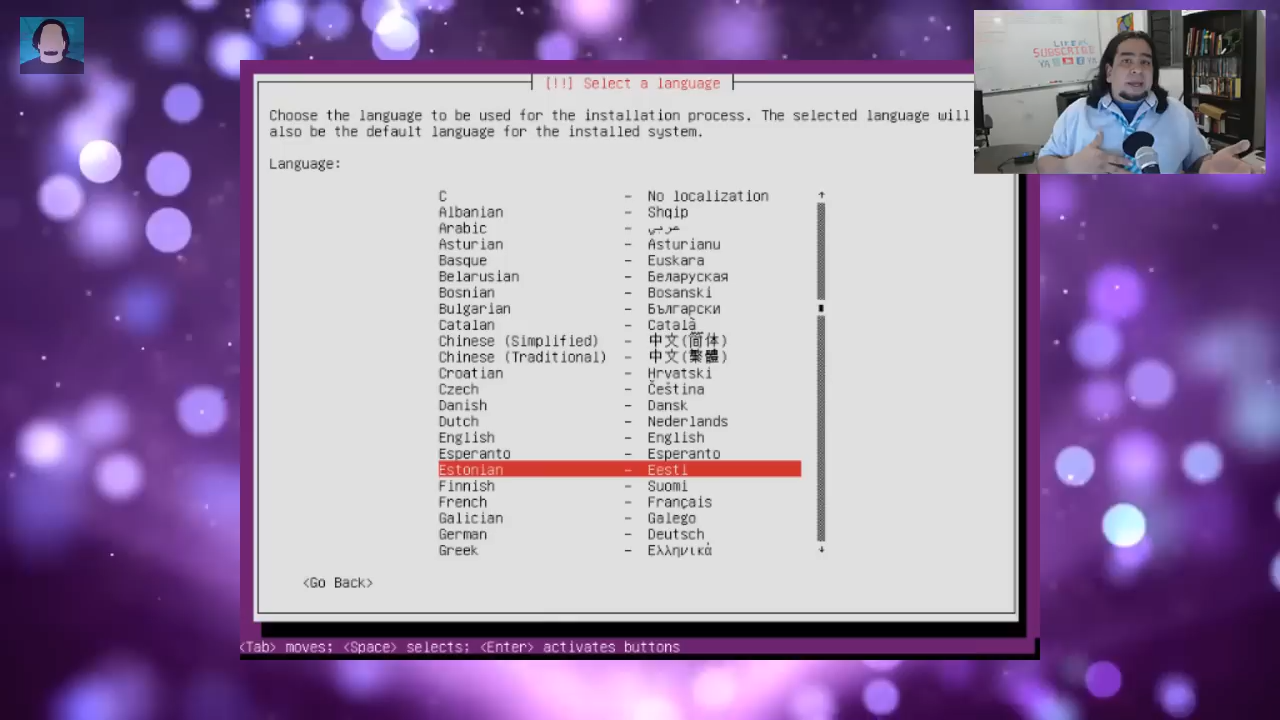 [!!] Select a language
Choose the language to be used for the installation process. The selected language will
also be the default language for the installed system.
Language:
C - No localization
Albanian - Shqip
Arabic - عربي
Asturian - Asturianu
Basque - Euskara
Belarusian - Беларуская
Bosnian - Bosanski
Bulgarian - Български
Catalan - Català
Chinese (Simplified) - 中文(简体)
Chinese (Traditional) - 中文(繁體)
Croatian - Hrvatski
Czech - Čeština
Danish - Dansk
Dutch - Nederlands
English - English
Esperanto - Esperanto
Estonian - Eesti
Finnish - Suomi
French - Français
Galician - Galego
German - Deutsch
Greek - Ελληνικά
<Go Back>
<Tab> moves; <Space> selects; <Enter> activates buttons
LIKE
SUBSCRIBE